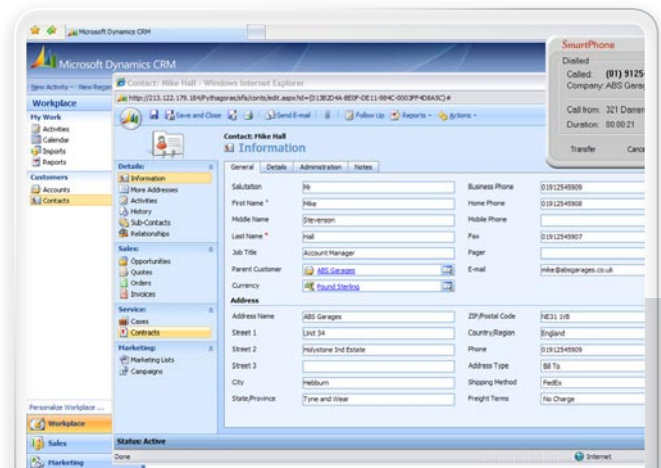 Microsoft Dynamics CRM
Microsoft Dynamics CRM
New Activity New Recor
Workplace
My Work
Activities
Calendar
Imports
Reports
Customers
Accounts
Contacts
Personalize Workplace ...
Workplace
Sales
Marketing
Contact: Mike Hall - Windows Internet Explorer
Save and Close
Send E-mail
Follow Up
Reports
Actions
Contact: Mike Hall
Information
Details:
Information
More Addresses
Activities
History
Sub-Contacts
Relationships
Sales:
Opportunities
Quotes
Orders
Invoices
Service:
Cases
Contracts
Marketing:
Marketing Lists
Campaigns
General Details Administration Notes
Salutation Mr Business Phone 01912545909
First Name * Mike Home Phone 01912545908
Middle Name Stevenson Mobile Phone
Last Name * Hall Fax 01912545907
Job Title Account Manager Pager
Parent Customer ABS Garages E-mail mike@absgarages.co.uk
Currency Pound Sterling
Address
Address Name ABS Garages ZIP/Postal Code NE31 1VB
Street 1 Unit 34 Country/Region England
Street 2 Holystone Ind Estate Phone 01912545909
Street 3 Address Type Bill To
City Hebburn Shipping Method FedEx
State/Province Tyne and Wear Freight Terms No Charge
Status: Active
Done Internet
SmartPhone
Dialled
Called: (01) 9125
Company: ABS Garag
Call from: 321 Darren
Duration: 00:00:21
Transfer Cance